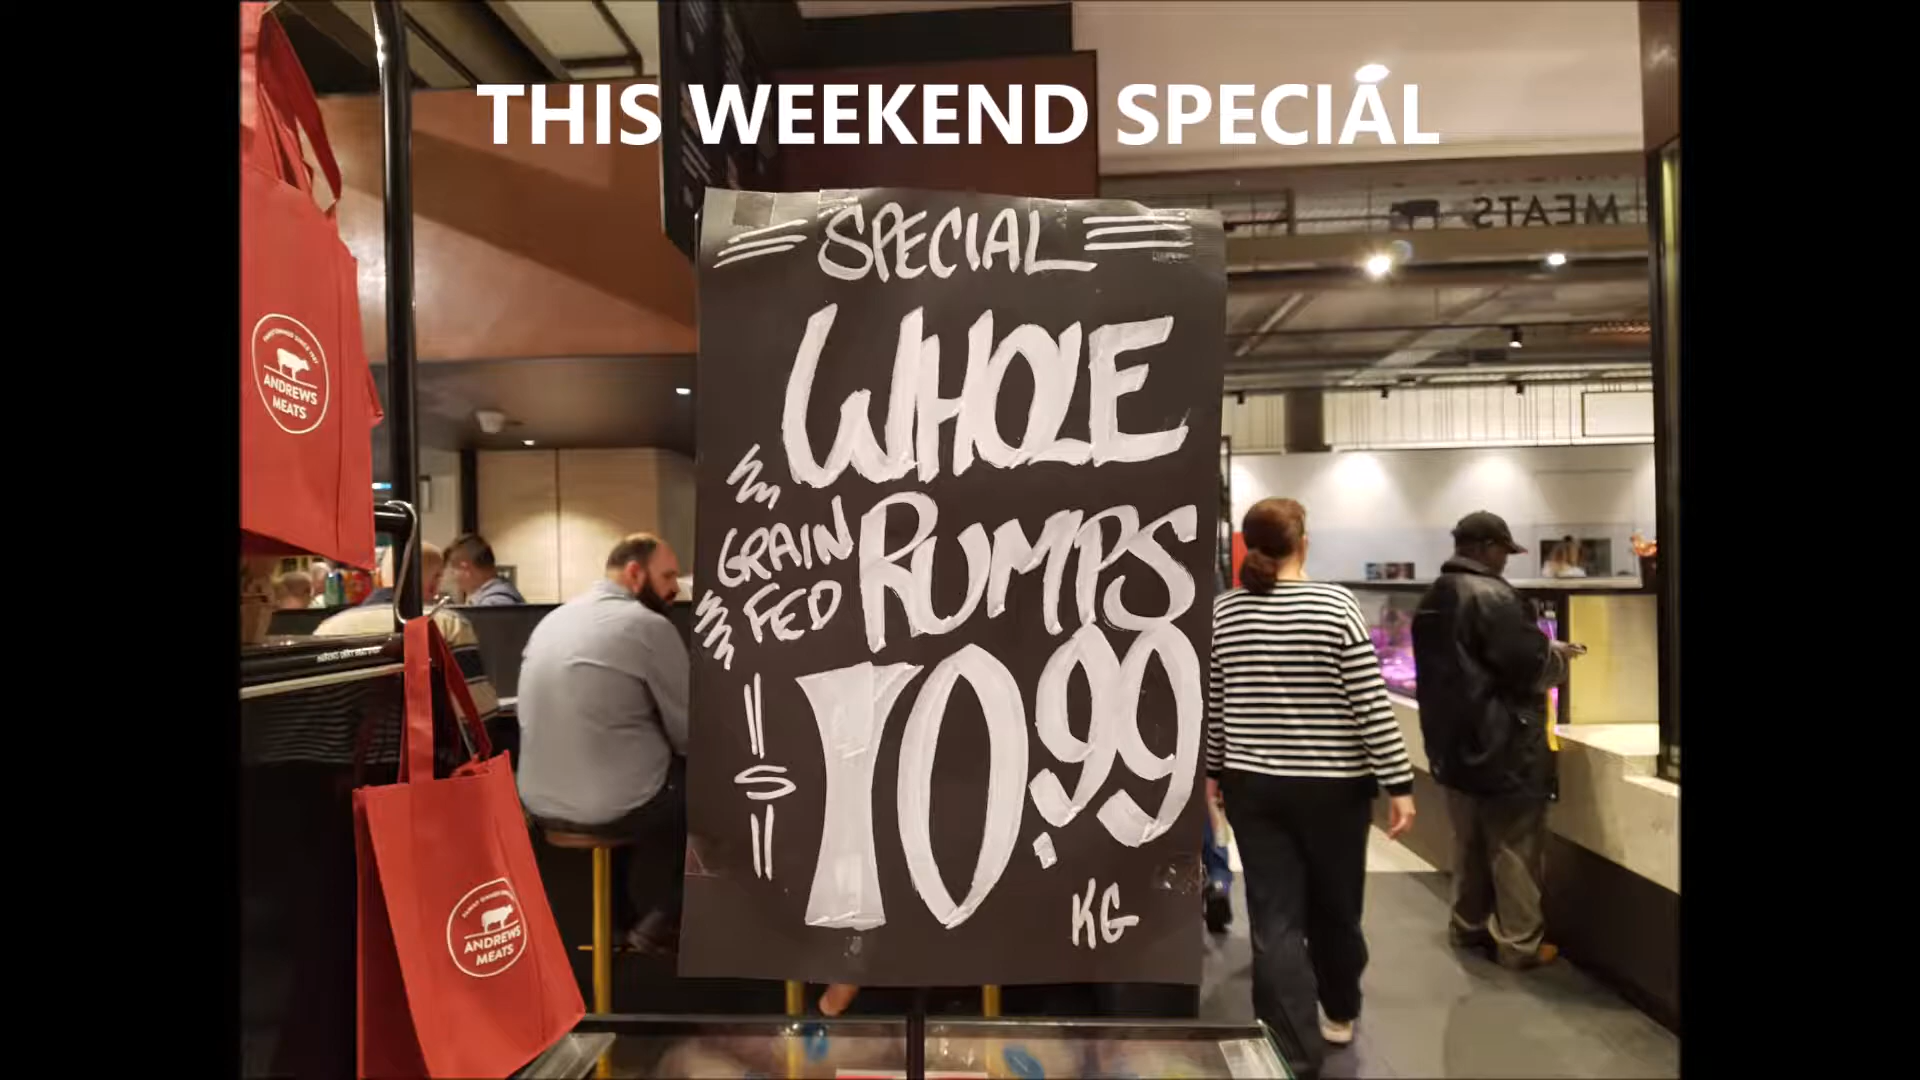 THIS WEEKEND SPECIAL
SPECIAL
WHOLE
GRAIN FED
RUMPS
10.99
KG
MEATS
ANDREWS
MEATS
ANDREWS
MEATS